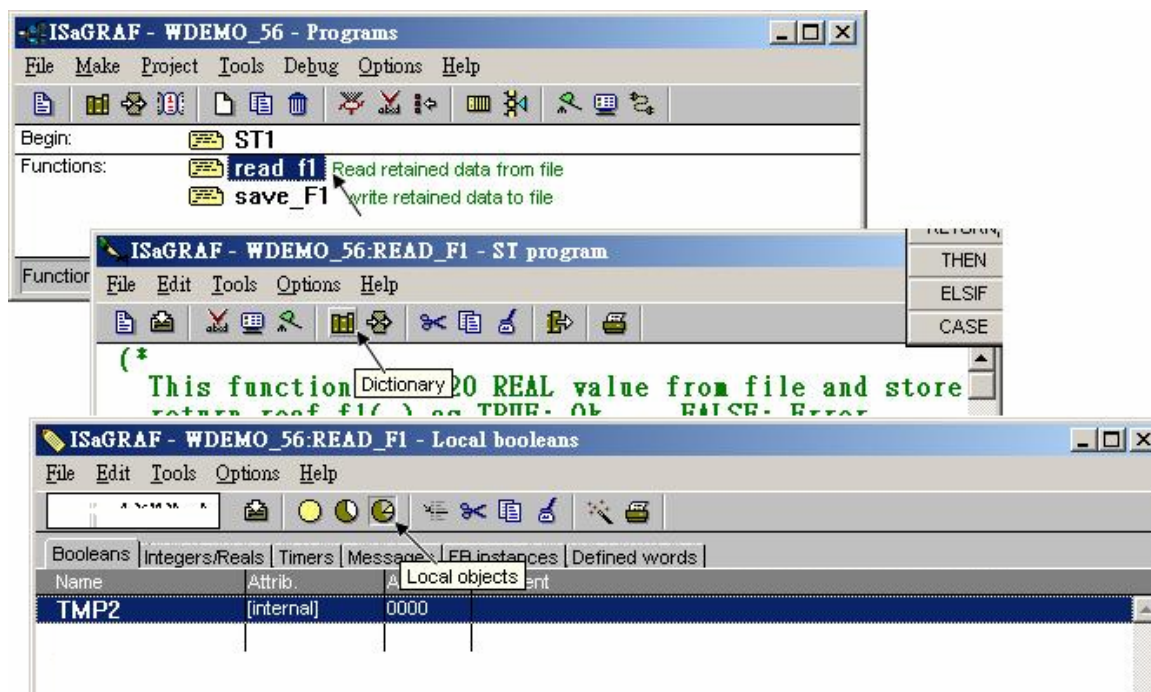 ISaGRAF - WDEMO_56 - Programs
File Make Project Tools Debug Options Help
Begin: ST1
Functions: read_f1 Read retained data from file
save_F1 write retained data to file
Function
ISaGRAF - WDEMO_56:READ_F1 - ST program
File Edit Tools Options Help
THEN
ELSIF
CASE
(*
This function 20 REAL value from file and store
Dictionary
TRUE: Ok FALSE: Error
ISaGRAF - WDEMO_56:READ_F1 - Local booleans
File Edit Tools Options Help
Booleans Integers/Reals Timers Messages FB instances Defined words
Local objects
Name Attrib.
TMP2 [internal] 0000